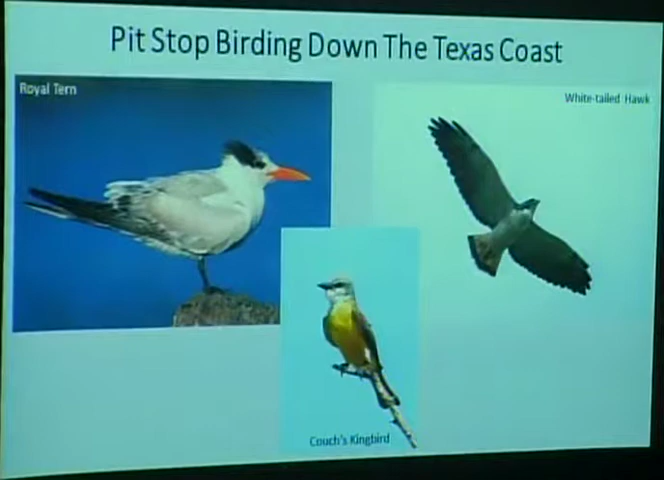 Pit Stop Birding Down The Texas Coast
Royal Tern
White-tailed Hawk
Couch's Kingbird